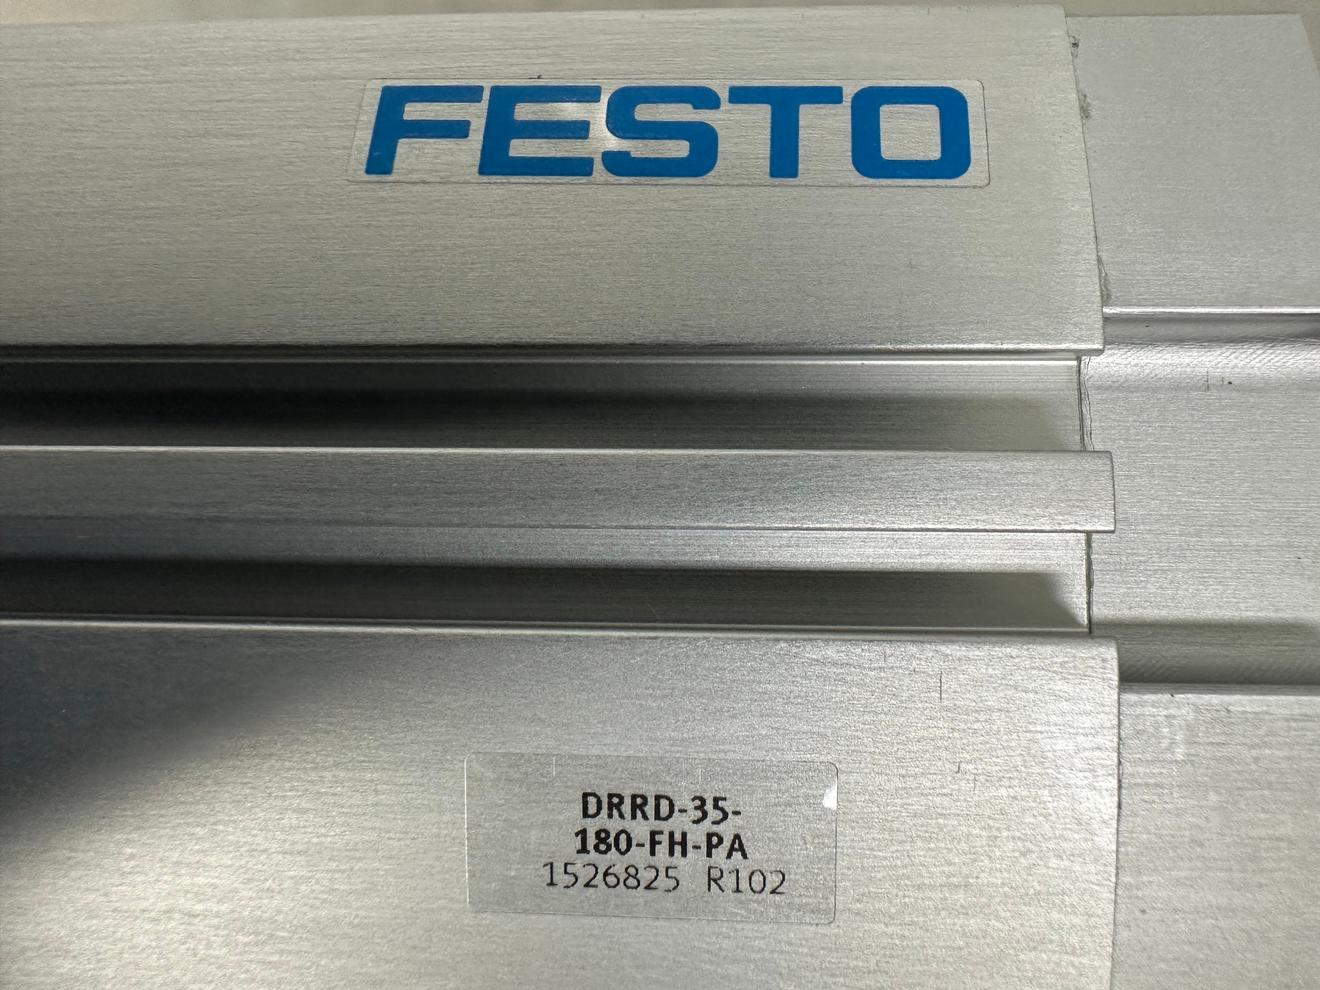 FESTO
DRRD-35-
180-FH-PA
1526825 R102